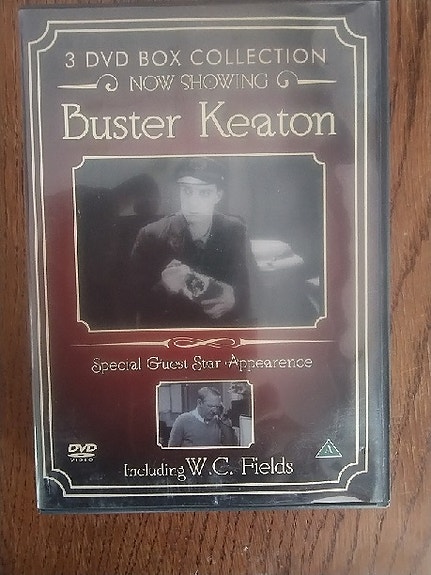 3 DVD BOX COLLECTION
NOW SHOWING
Buster Keaton
Special Guest Star Appearence
DVD
VIDEO
A
Including W.C. Fields